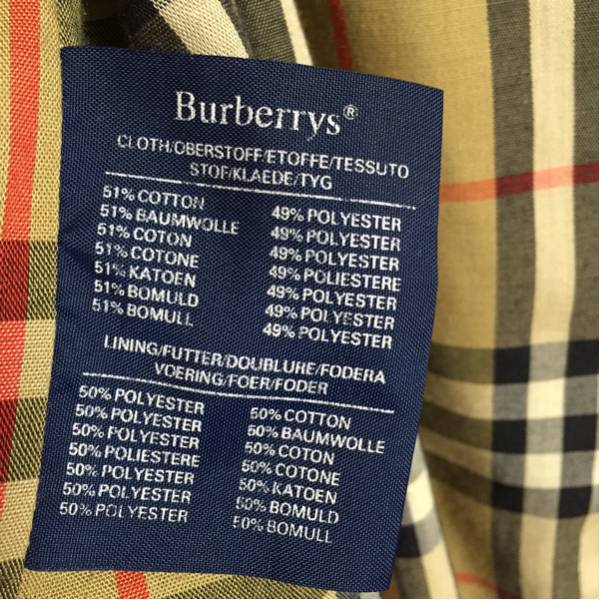 Burberrys®
CLOTH/OBERSTOFF/ETOFFE/TESSUTO
STOF/KLAEDE/TYG
51% COTTON 49% POLYESTER
51% BAUMWOLLE 49% POLYESTER
51% COTON 49% POLYESTER
51% COTONE 49% POLIESTERE
51% KATOEN 49% POLYESTER
51% BOMULD 49% POLYESTER
51% BOMULL 49% POLYESTER
LINING/FUTTER/DOUBLURE/FODERA
VOERING/FOER/FODER
50% POLYESTER 50% COTTON
50% POLYESTER 50% BAUMWOLLE
50% POLYESTER 50% COTON
50% POLIESTERE 50% COTONE
50% POLYESTER 50% KATOEN
50% POLYESTER 50% BOMULD
50% POLYESTER 50% BOMULL